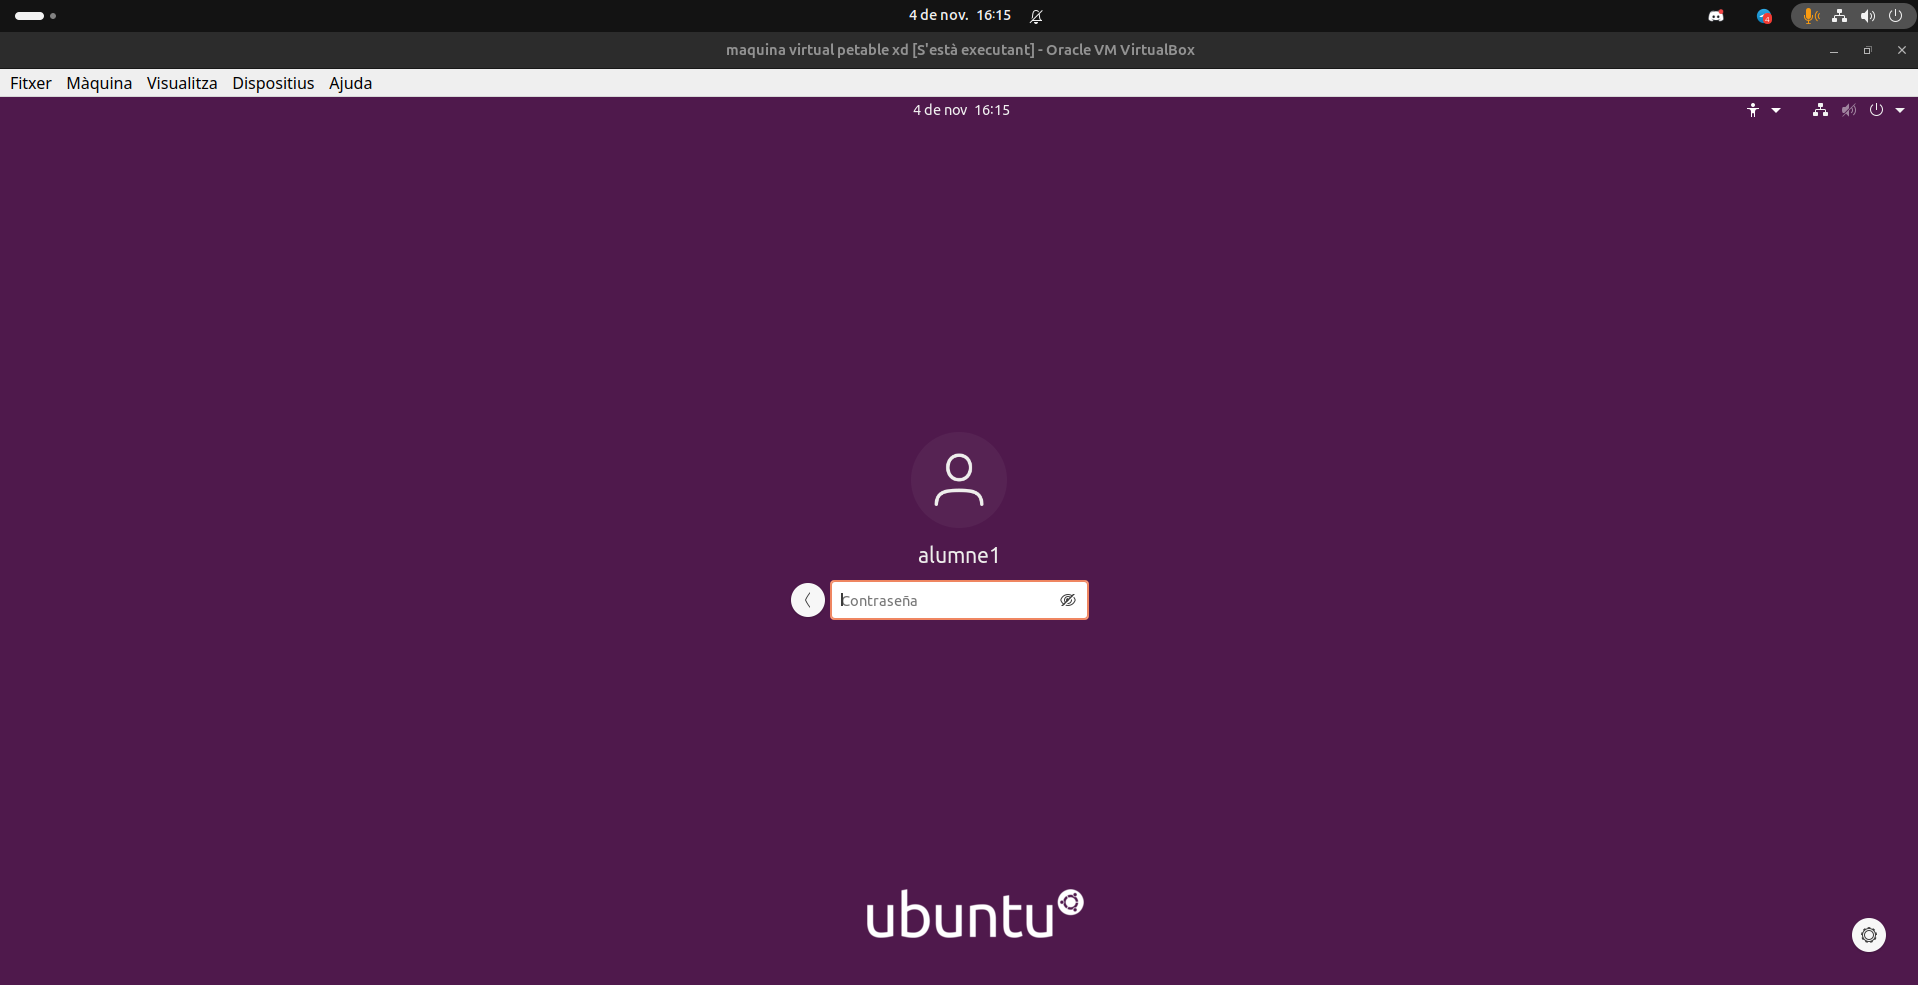 4 de nov. 16:15
maquina virtual petable xd [S'està executant] - Oracle VM VirtualBox
Fitxer Màquina Visualitza Dispositius Ajuda
4 de nov 16:15
alumne1
Contraseña
ubuntu